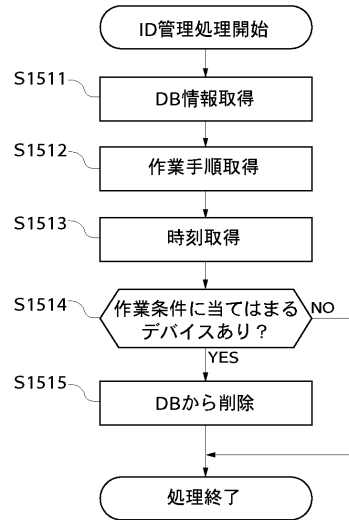 ID管理処理開始
S1511
DB情報取得
S1512
作業手順取得
S1513
時刻取得
S1514
作業条件に当てはまる
デバイスあり？
NO
YES
S1515
DBから削除
処理終了